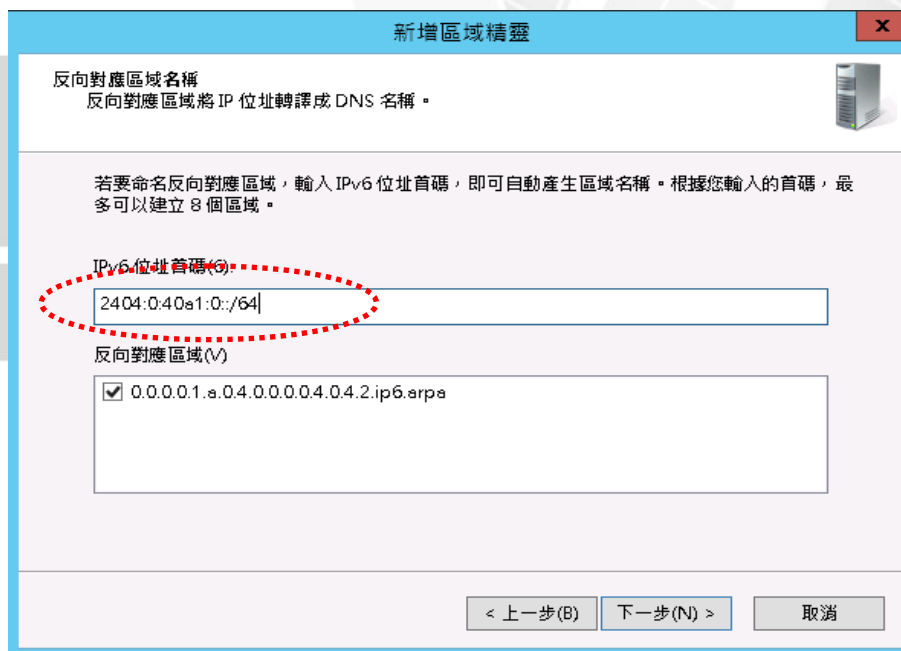 新增區域精靈
x
反向對應區域名稱
反向對應區域將 IP 位址轉譯成 DNS 名稱。
若要命名反向對應區域，輸入 IPv6 位址首碼，即可自動產生區域名稱。根據您輸入的首碼，最
多可以建立 8 個區域。
IPv6 位址首碼(6):
2404:0:40a1:0::/64
反向對應區域(V)
0.0.0.0.1.a.0.4.0.0.0.0.4.0.4.2.ip6.arpa
< 上一步(B)
下一步(N) >
取消